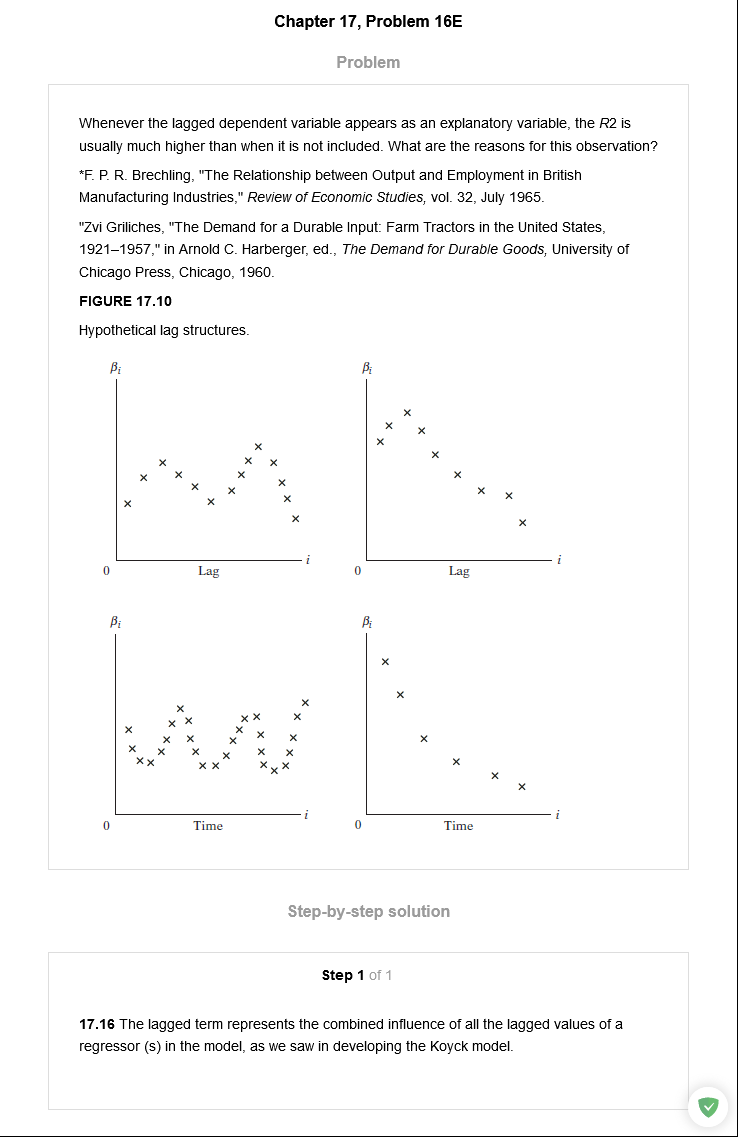 Chapter 17, Problem 16E
Problem
Whenever the lagged dependent variable appears as an explanatory variable, the R2 is
usually much higher than when it is not included. What are the reasons for this observation?
*F. P. R. Brechling, "The Relationship between Output and Employment in British
Manufacturing Industries," Review of Economic Studies, vol. 32, July 1965.
"Zvi Griliches, "The Demand for a Durable Input: Farm Tractors in the United States,
1921–1957," in Arnold C. Harberger, ed., The Demand for Durable Goods, University of
Chicago Press, Chicago, 1960.
FIGURE 17.10
Hypothetical lag structures.
βi
βi
i
i
0
Lag
0
Lag
βi
βi
i
i
0
Time
0
Time
Step-by-step solution
Step 1 of 1
17.16 The lagged term represents the combined influence of all the lagged values of a
regressor (s) in the model, as we saw in developing the Koyck model.